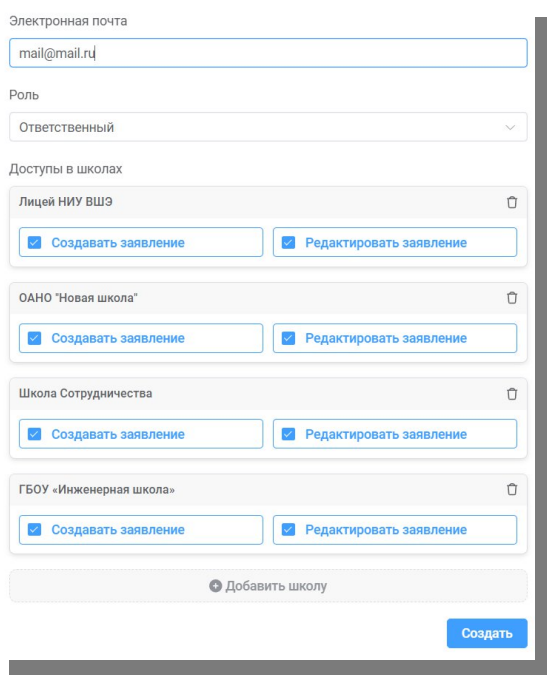 Электронная почта
mail@mail.ru
Роль
Ответственный
Доступы в школах
Лицей НИУ ВШЭ
Создавать заявление Редактировать заявление
ОАНО "Новая школа"
Создавать заявление Редактировать заявление
Школа Сотрудничества
Создавать заявление Редактировать заявление
ГБОУ «Инженерная школа»
Создавать заявление Редактировать заявление
Добавить школу
Создать